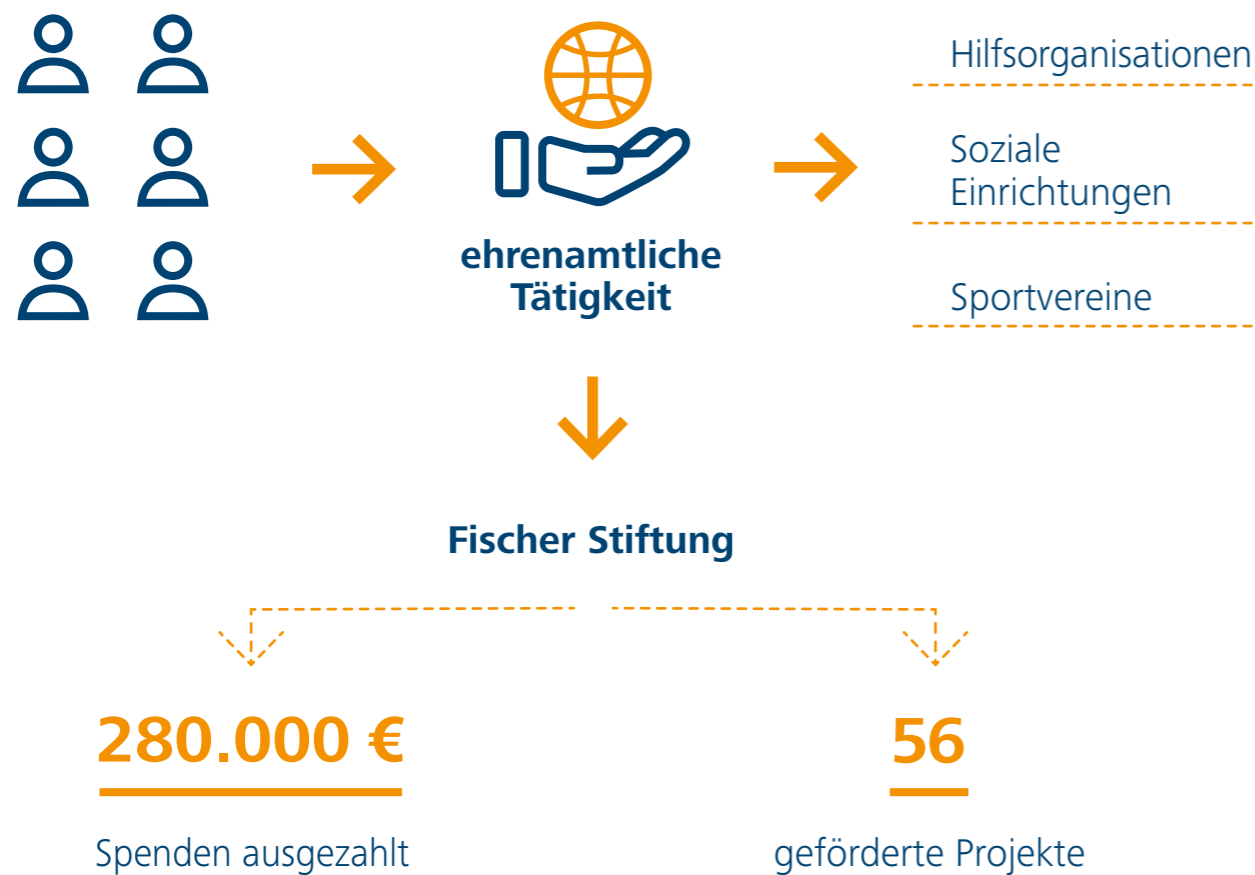 Hilfsorganisationen
Soziale
Einrichtungen
Sportvereine
ehrenamtliche
Tätigkeit
Fischer Stiftung
280.000 €
Spenden ausgezahlt
56
geförderte Projekte